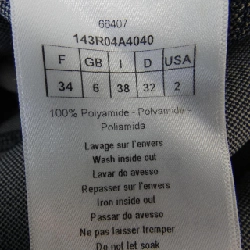 66407
143R04A4040
F GB I D USA
34 6 38 32 2
100% Polyamide - Polyamide -
Poliamida
Lavage sur l'envers
Wash inside out
Lavar do avesso
Repasser sur l'envers
Iron inside out
Passar do avesso
Ne pas laisser tremper
Do not let soak